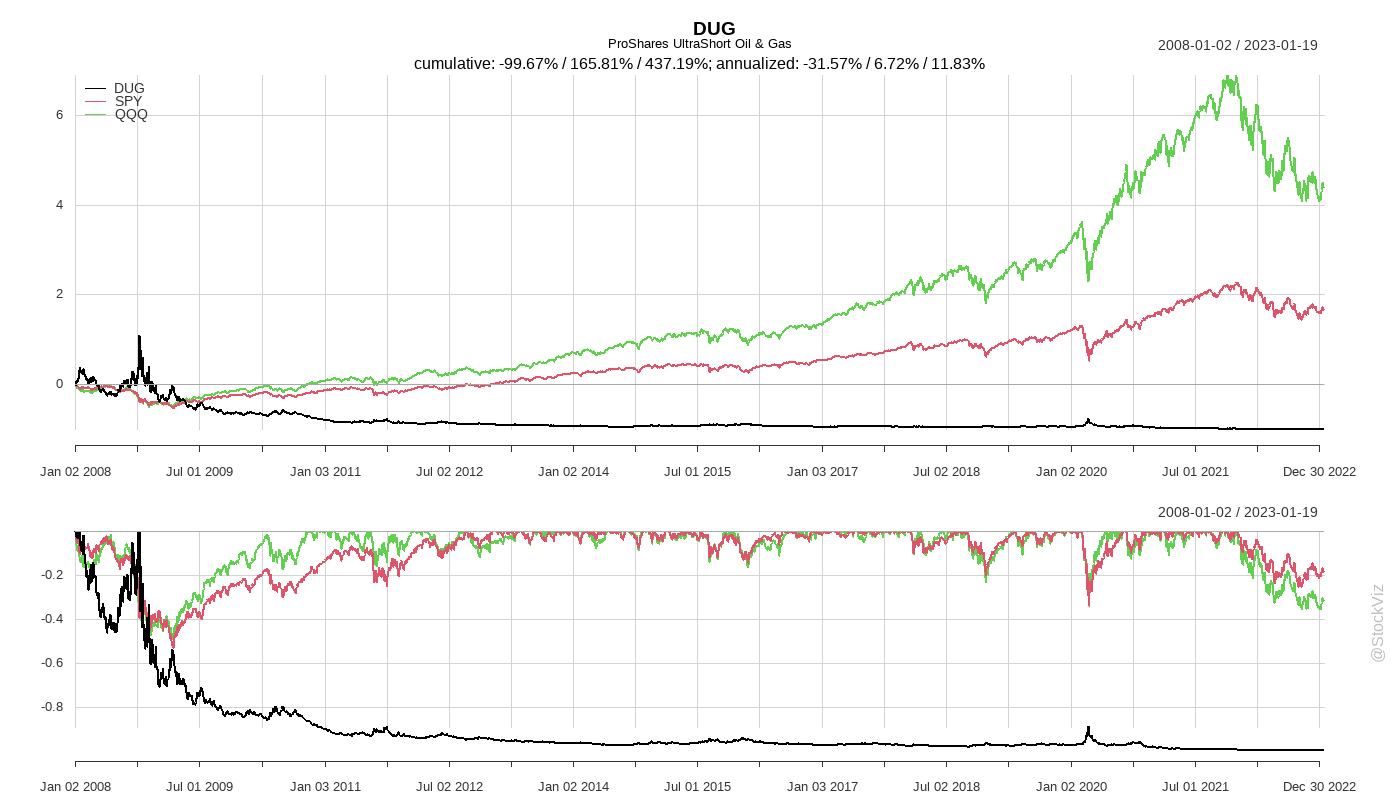 DUG
ProShares UltraShort Oil & Gas
2008-01-02 / 2023-01-19
cumulative: -99.67% / 165.81% / 437.19%; annualized: -31.57% / 6.72% / 11.83%
DUG
SPY
QQQ
6
4
2
0
Jan 02 2008 Jul 01 2009 Jan 03 2011 Jul 02 2012 Jan 02 2014 Jul 01 2015 Jan 03 2017 Jul 02 2018 Jan 02 2020 Jul 01 2021 Dec 30 2022
2008-01-02 / 2023-01-19
-0.2
-0.4
-0.6
-0.8
Jan 02 2008 Jul 01 2009 Jan 03 2011 Jul 02 2012 Jan 02 2014 Jul 01 2015 Jan 03 2017 Jul 02 2018 Jan 02 2020 Jul 01 2021 Dec 30 2022
@StockViz